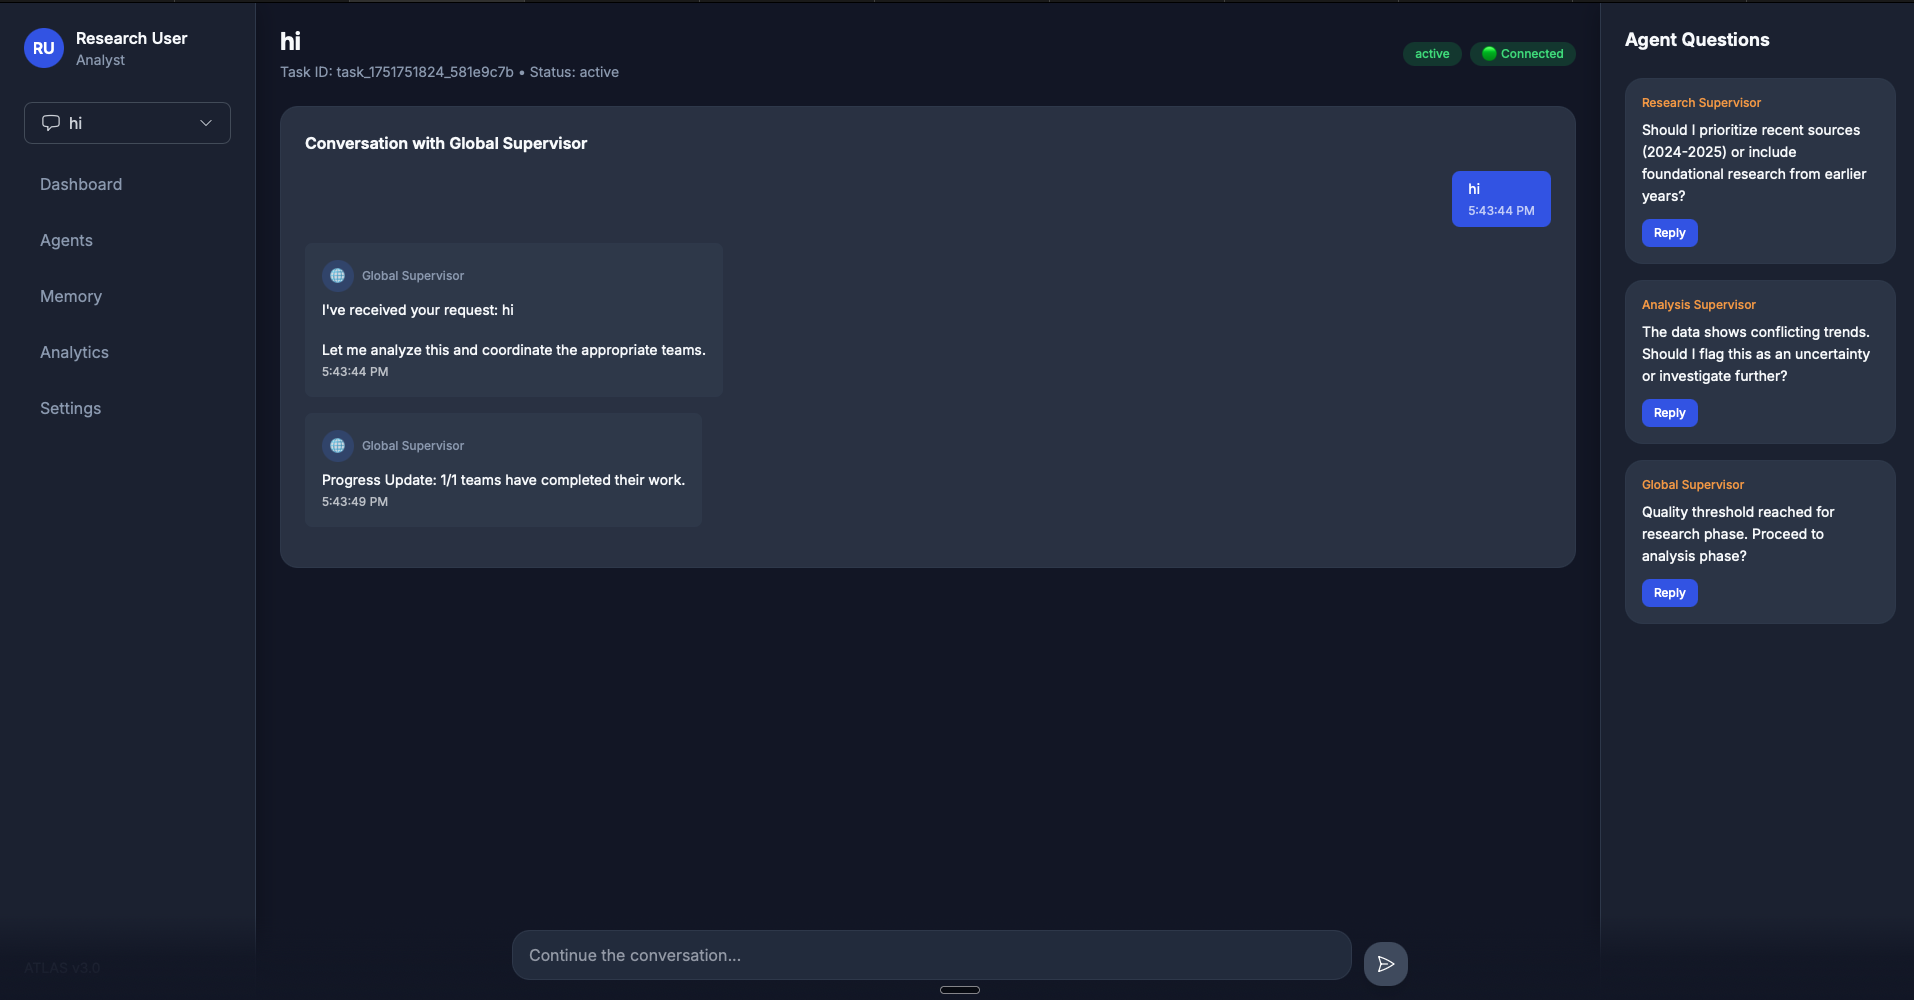 RU
Research User
Analyst
hi
Dashboard
Agents
Memory
Analytics
Settings
ATLAS v3.0
hi
Task ID: task_1751751824_581e9c7b • Status: active
active
Connected
Conversation with Global Supervisor
hi
5:43:44 PM
Global Supervisor
I've received your request: hi
Let me analyze this and coordinate the appropriate teams.
5:43:44 PM
Global Supervisor
Progress Update: 1/1 teams have completed their work.
5:43:49 PM
Continue the conversation...
Agent Questions
Research Supervisor
Should I prioritize recent sources
(2024-2025) or include
foundational research from earlier
years?
Reply
Analysis Supervisor
The data shows conflicting trends.
Should I flag this as an uncertainty
or investigate further?
Reply
Global Supervisor
Quality threshold reached for
research phase. Proceed to
analysis phase?
Reply